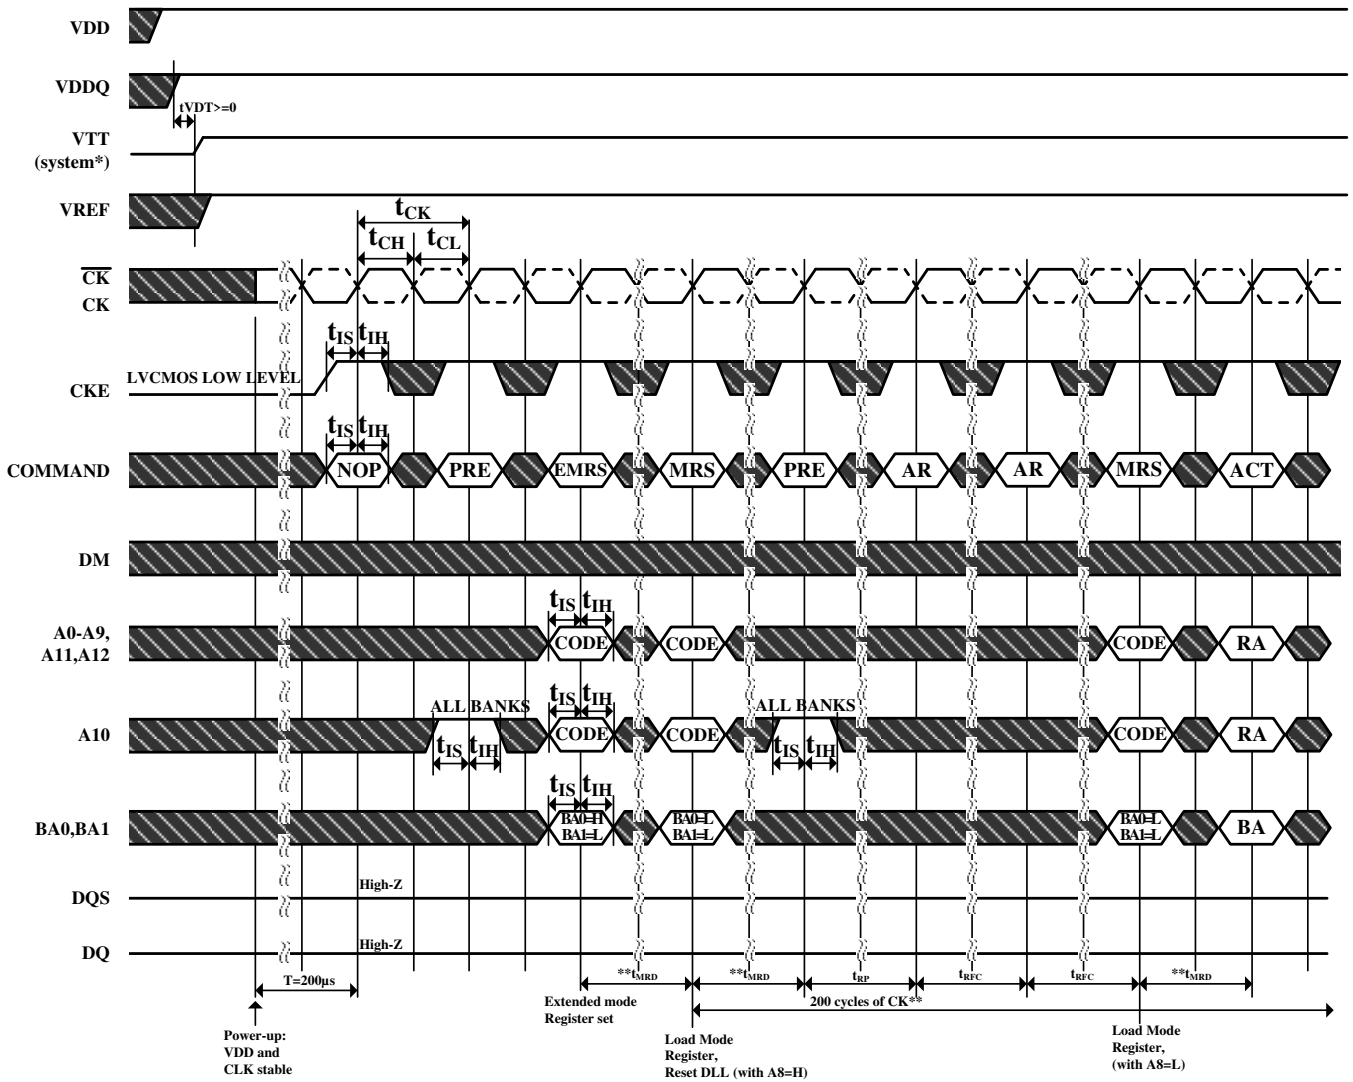 VDD
VDDQ
tVDT>=0
VTT
(system*)
VREF
tCK
tCH tCL
CK
CK
tIS tIH
LVCMOS LOW LEVEL
CKE
tIS tIH
COMMAND NOP PRE EMRS MRS PRE AR AR MRS ACT
DM
tIS tIH
A0-A9,
A11,A12
CODE CODE CODE RA
ALL BANKS tIS tIH ALL BANKS
A10 CODE CODE CODE RA
tIS tIH tIS tIH
tIS tIH
BA0,BA1
BA0=H BA0=L BA0=L
BA1=L BA1=L BA1=L
BA
High-Z
DQS
High-Z
DQ
T=200µs
**tMRD **tMRD tRP tRFC tRFC **tMRD
200 cycles of CK**
Extended mode
Register set
Power-up:
VDD and
CLK stable
Load Mode
Register,
Reset DLL (with A8=H)
Load Mode
Register,
(with A8=L)